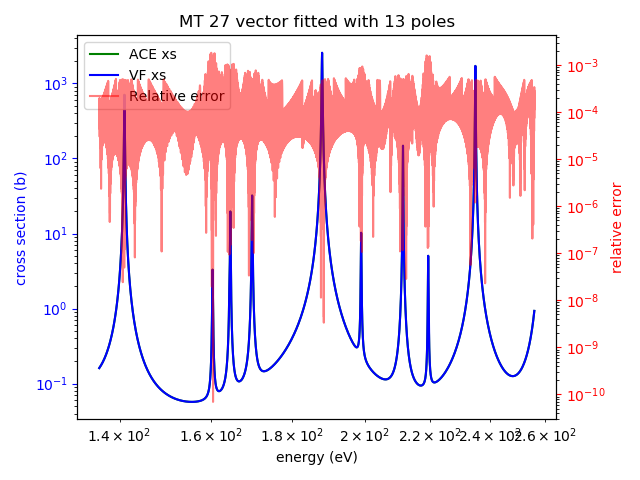 MT 27 vector fitted with 13 poles
ACE xs
VF xs
Relative error
10³
10²
10¹
10⁰
10⁻¹
cross section (b)
10⁻³
10⁻⁴
10⁻⁵
10⁻⁶
10⁻⁷
10⁻⁸
10⁻⁹
10⁻¹⁰
relative error
1.4 × 10² 1.6 × 10² 1.8 × 10² 2 × 10² 2.2 × 10² 2.4 × 10² 2.6 × 10²
energy (eV)